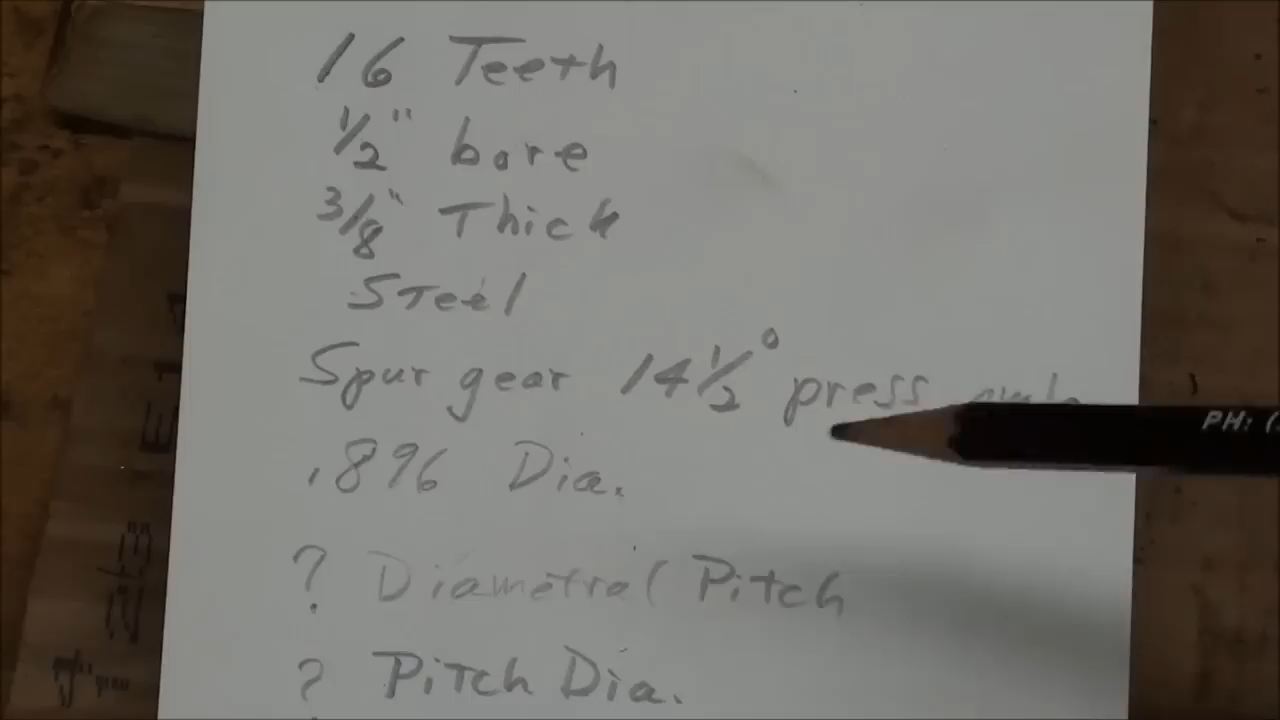 16 Teeth
1/2" bore
3/8" Thick
Steel
Spur gear 14 1/2° press
.896 Dia.
? Diametral Pitch
? Pitch Dia.
PH: (